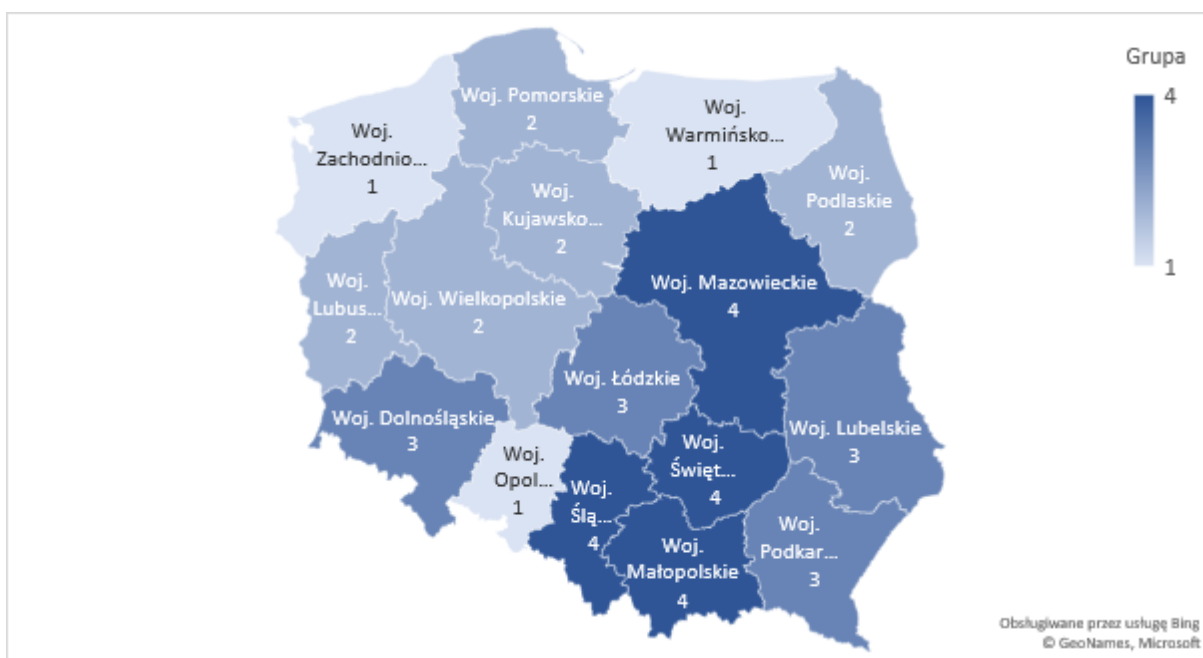 Grupa
4
1
Woj. Pomorskie
2
Woj.
Zachodnio...
1
Woj.
Warmińsko...
1
Woj.
Podlaskie
2
Woj.
Kujawsko...
2
Woj. Mazowieckie
4
Woj.
Lubus...
2
Woj. Wielkopolskie
2
Woj. Łódzkie
3
Woj. Dolnośląskie
3
Woj. Lubelskie
3
Woj.
Opol...
1
Woj.
Święt...
4
Woj.
Ślą...
4
Woj.
Małopolskie
4
Woj.
Podkar...
3
Obsługiwane przez usługę Bing
© GeoNames, Microsoft